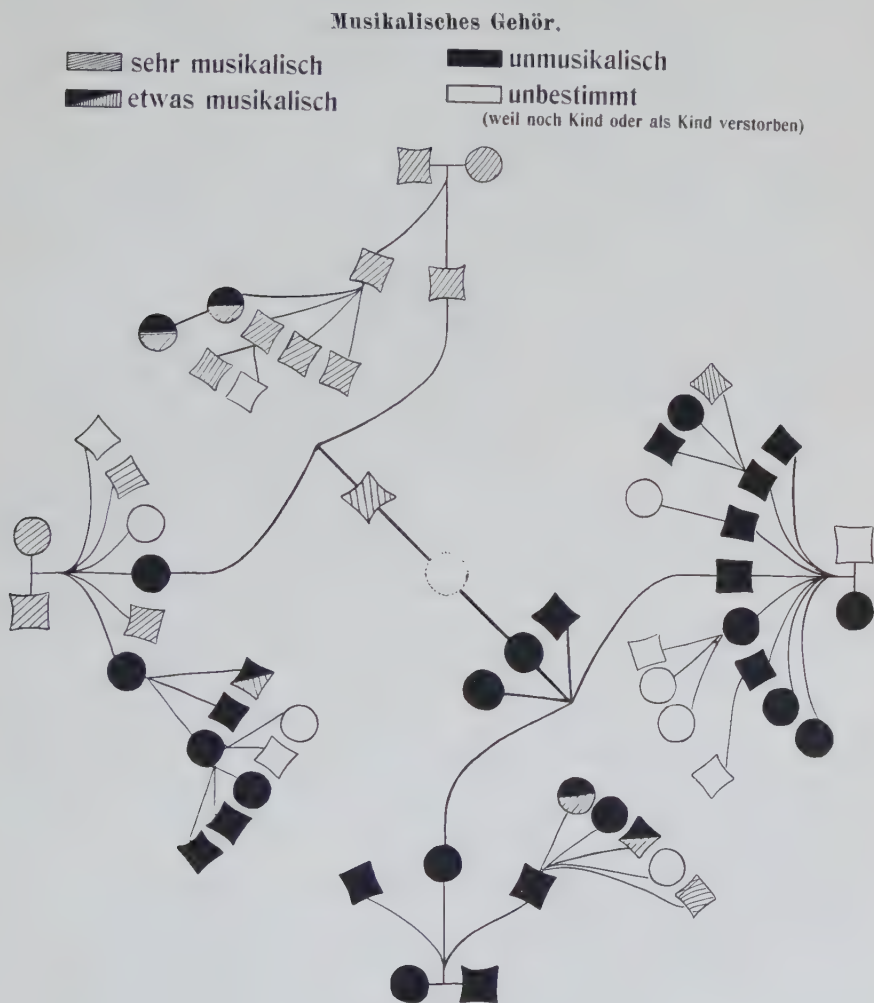 Musikalisches Gehör.
sehr musikalisch
unmusikalisch
etwas musikalisch
unbestimmt
(weil noch Kind oder als Kind verstorben)